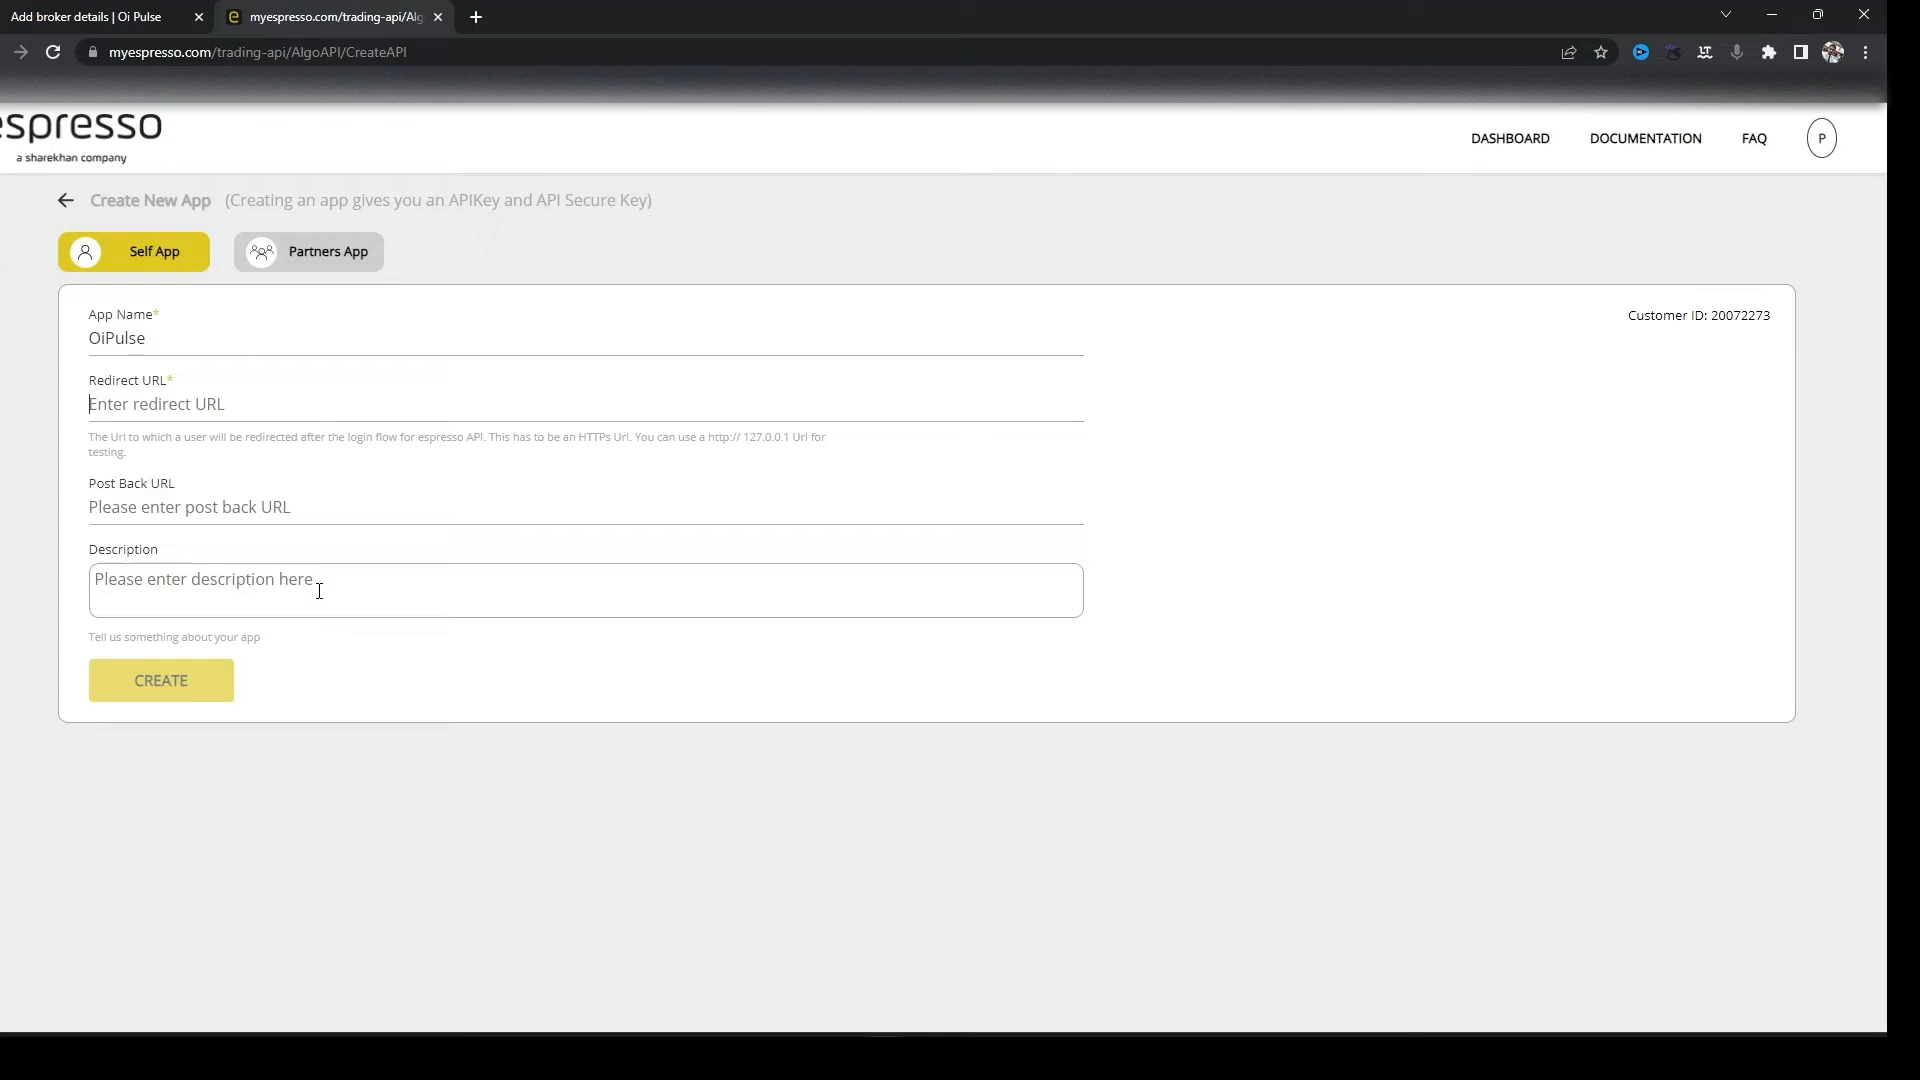 Add broker details | Oi Pulse
myespresso.com/trading-api/Alg
myespresso.com/trading-api/AlgoAPI/CreateAPI
espresso
a sharekhan company
DASHBOARD
DOCUMENTATION
FAQ
P
Create New App (Creating an app gives you an APIKey and API Secure Key)
Self App
Partners App
App Name*
Customer ID: 20072273
OiPulse
Redirect URL*
Enter redirect URL
The Url to which a user will be redirected after the login flow for espresso API. This has to be an HTTPs Url. You can use a http:// 127.0.0.1 Url for
testing.
Post Back URL
Please enter post back URL
Description
Please enter description here
Tell us something about your app
CREATE